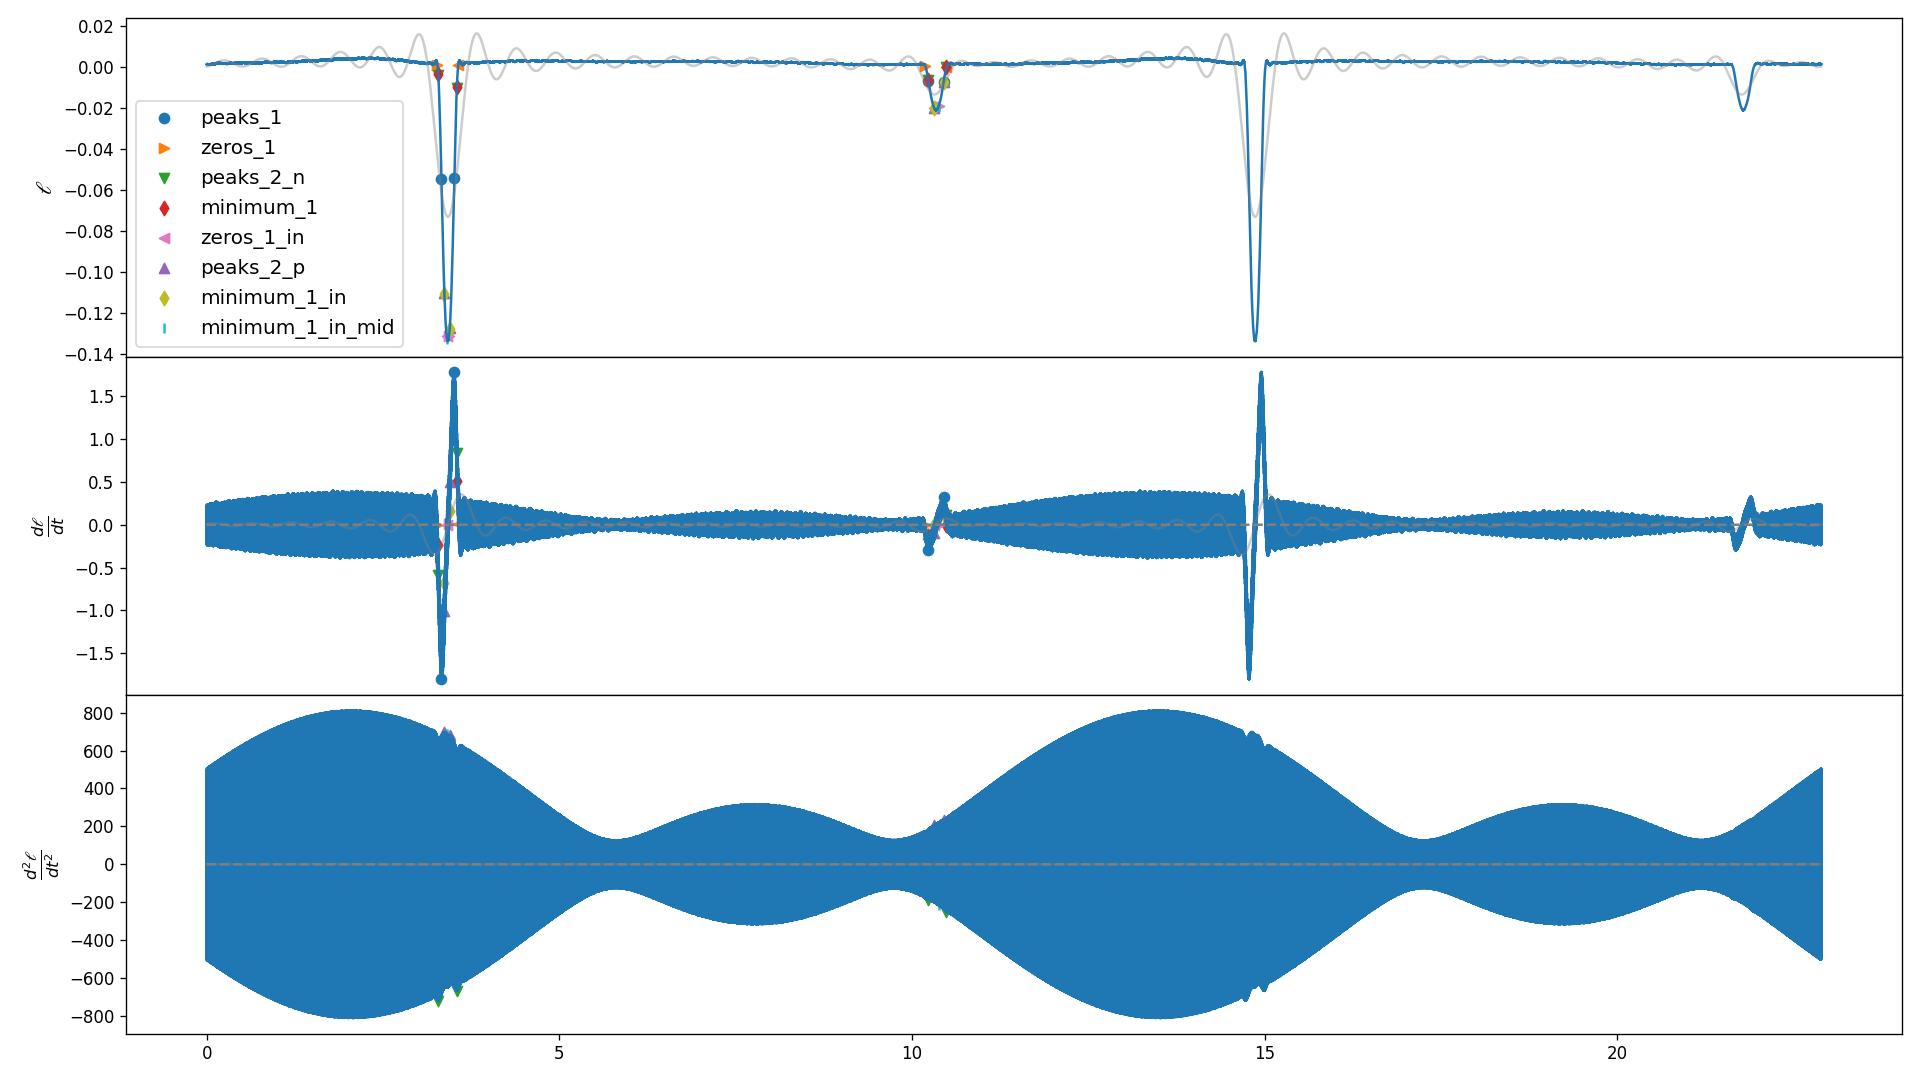 0.02
0.00
−0.02
−0.04
−0.06
−0.08
−0.10
−0.12
−0.14
ℓ
peaks_1
zeros_1
peaks_2_n
minimum_1
zeros_1_in
peaks_2_p
minimum_1_in
minimum_1_in_mid
1.5
1.0
0.5
0.0
−0.5
−1.0
−1.5
dℓ/dt
800
600
400
200
0
−200
−400
−600
−800
d²ℓ/dt²
0 5 10 15 20